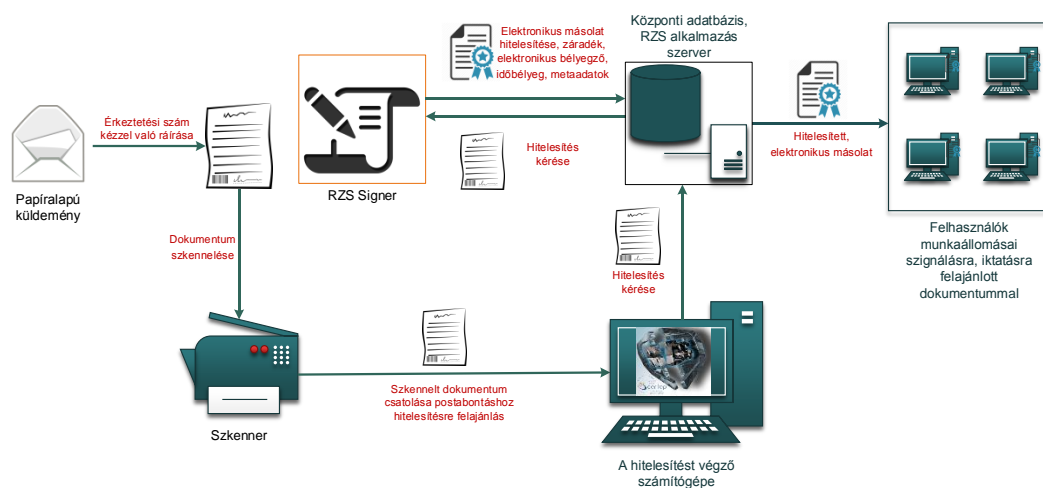 Központi adatbázis,
RZS alkalmazás
szerver
Elektronikus másolat
hitelesítése, záradék,
elektronikus bélyegző,
időbélyeg, metaadatok
Érkeztetési szám
kézzel való ráírása
Hitelesítés
kérése
Hitelesített,
elektronikus másolat
Papíralapú
küldemény
RZS Signer
Dokumentum
szkennelése
Hitelesítés
kérése
Felhasználók
munkaállomásai
szignálásra, iktatásra
felajánlott
dokumentummal
Szkennelt dokumentum
csatolása postabontáshoz
hitelesítésre felajánlás
Szkenner
A hitelesítést végző
számítógépe